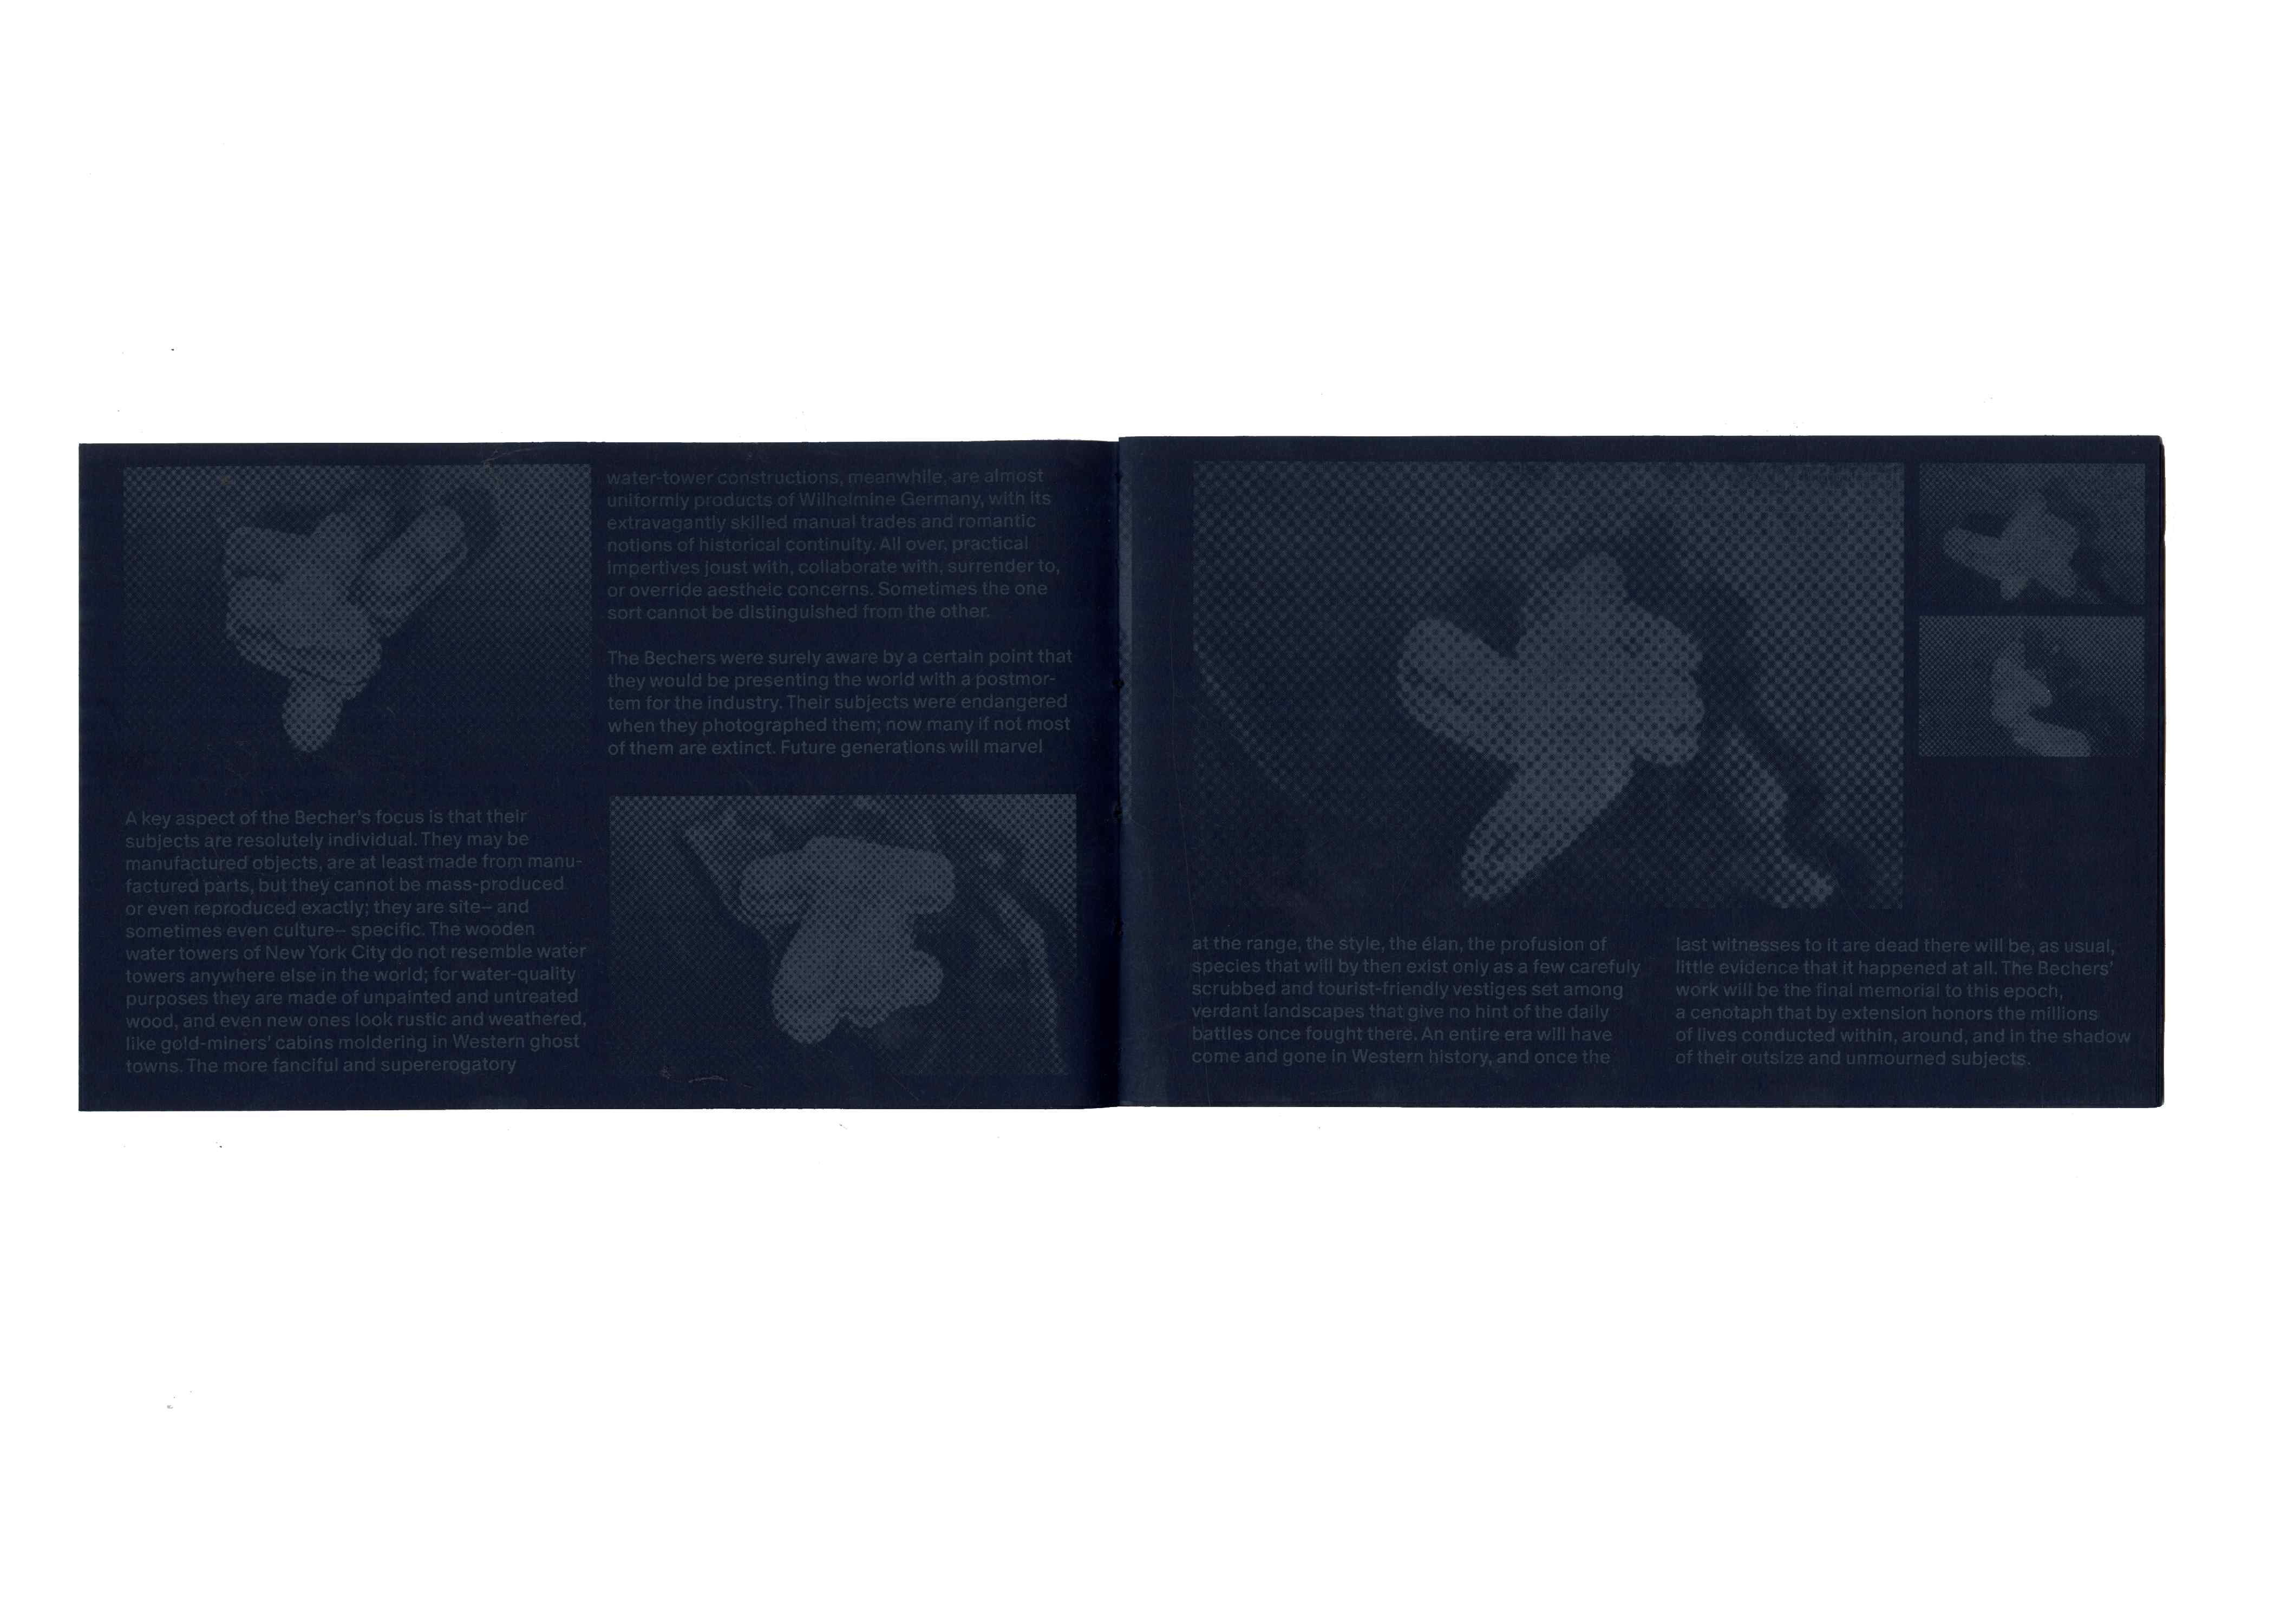 A key aspect of the Becher's focus is that their
subjects are resolutely individual. They may be
manufactured objects, are at least made from manu-
factured parts, but they cannot be mass-produced
or even reproduced exactly; they are site– and
sometimes even culture– specific. The wooden
water towers of New York City do not resemble water
towers anywhere else in the world; for water-quality
purposes they are made of unpainted and untreated
wood, and even new ones look rustic and weathered,
like gold-miners' cabins moldering in Western ghost
towns. The more fanciful and supererogatory
water-tower constructions, meanwhile, are almost
uniformly products of Wilhelmine Germany, with its
extravagantly skilled manual trades and romantic
notions of historical continuity. All over, practical
impertives joust with, collaborate with, surrender to,
or override aestheic concerns. Sometimes the one
sort cannot be distinguished from the other.
The Bechers were surely aware by a certain point that
they would be presenting the world with a postmor-
tem for the industry. Their subjects were endangered
when they photographed them; now many if not most
of them are extinct. Future generations will marvel
at the range, the style, the élan, the profusion of
species that will by then exist only as a few carefuly
scrubbed and tourist-friendly vestiges set among
verdant landscapes that give no hint of the daily
battles once fought there. An entire era will have
come and gone in Western history, and once the
last witnesses to it are dead there will be, as usual,
little evidence that it happened at all. The Bechers'
work will be the final memorial to this epoch,
a cenotaph that by extension honors the millions
of lives conducted within, around, and in the shadow
of their outsize and unmourned subjects.